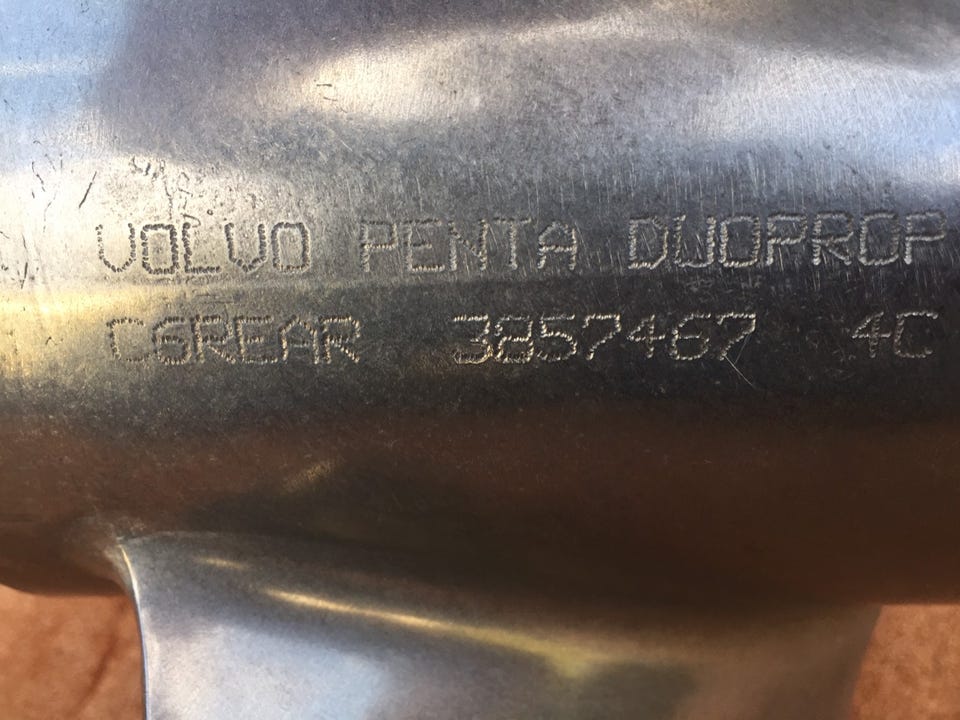 VOLVO PENTA DUOPROP
C6REAR 3857467 4C